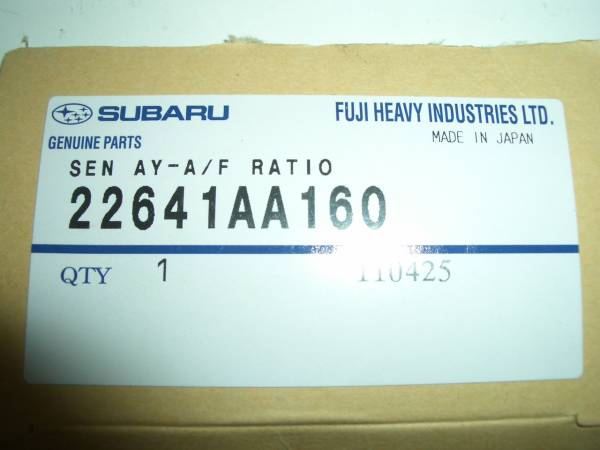 SUBARU FUJI HEAVY INDUSTRIES LTD.
GENUINE PARTS MADE IN JAPAN
SEN AY-A/F RATIO
22641AA160
QTY 1 110425